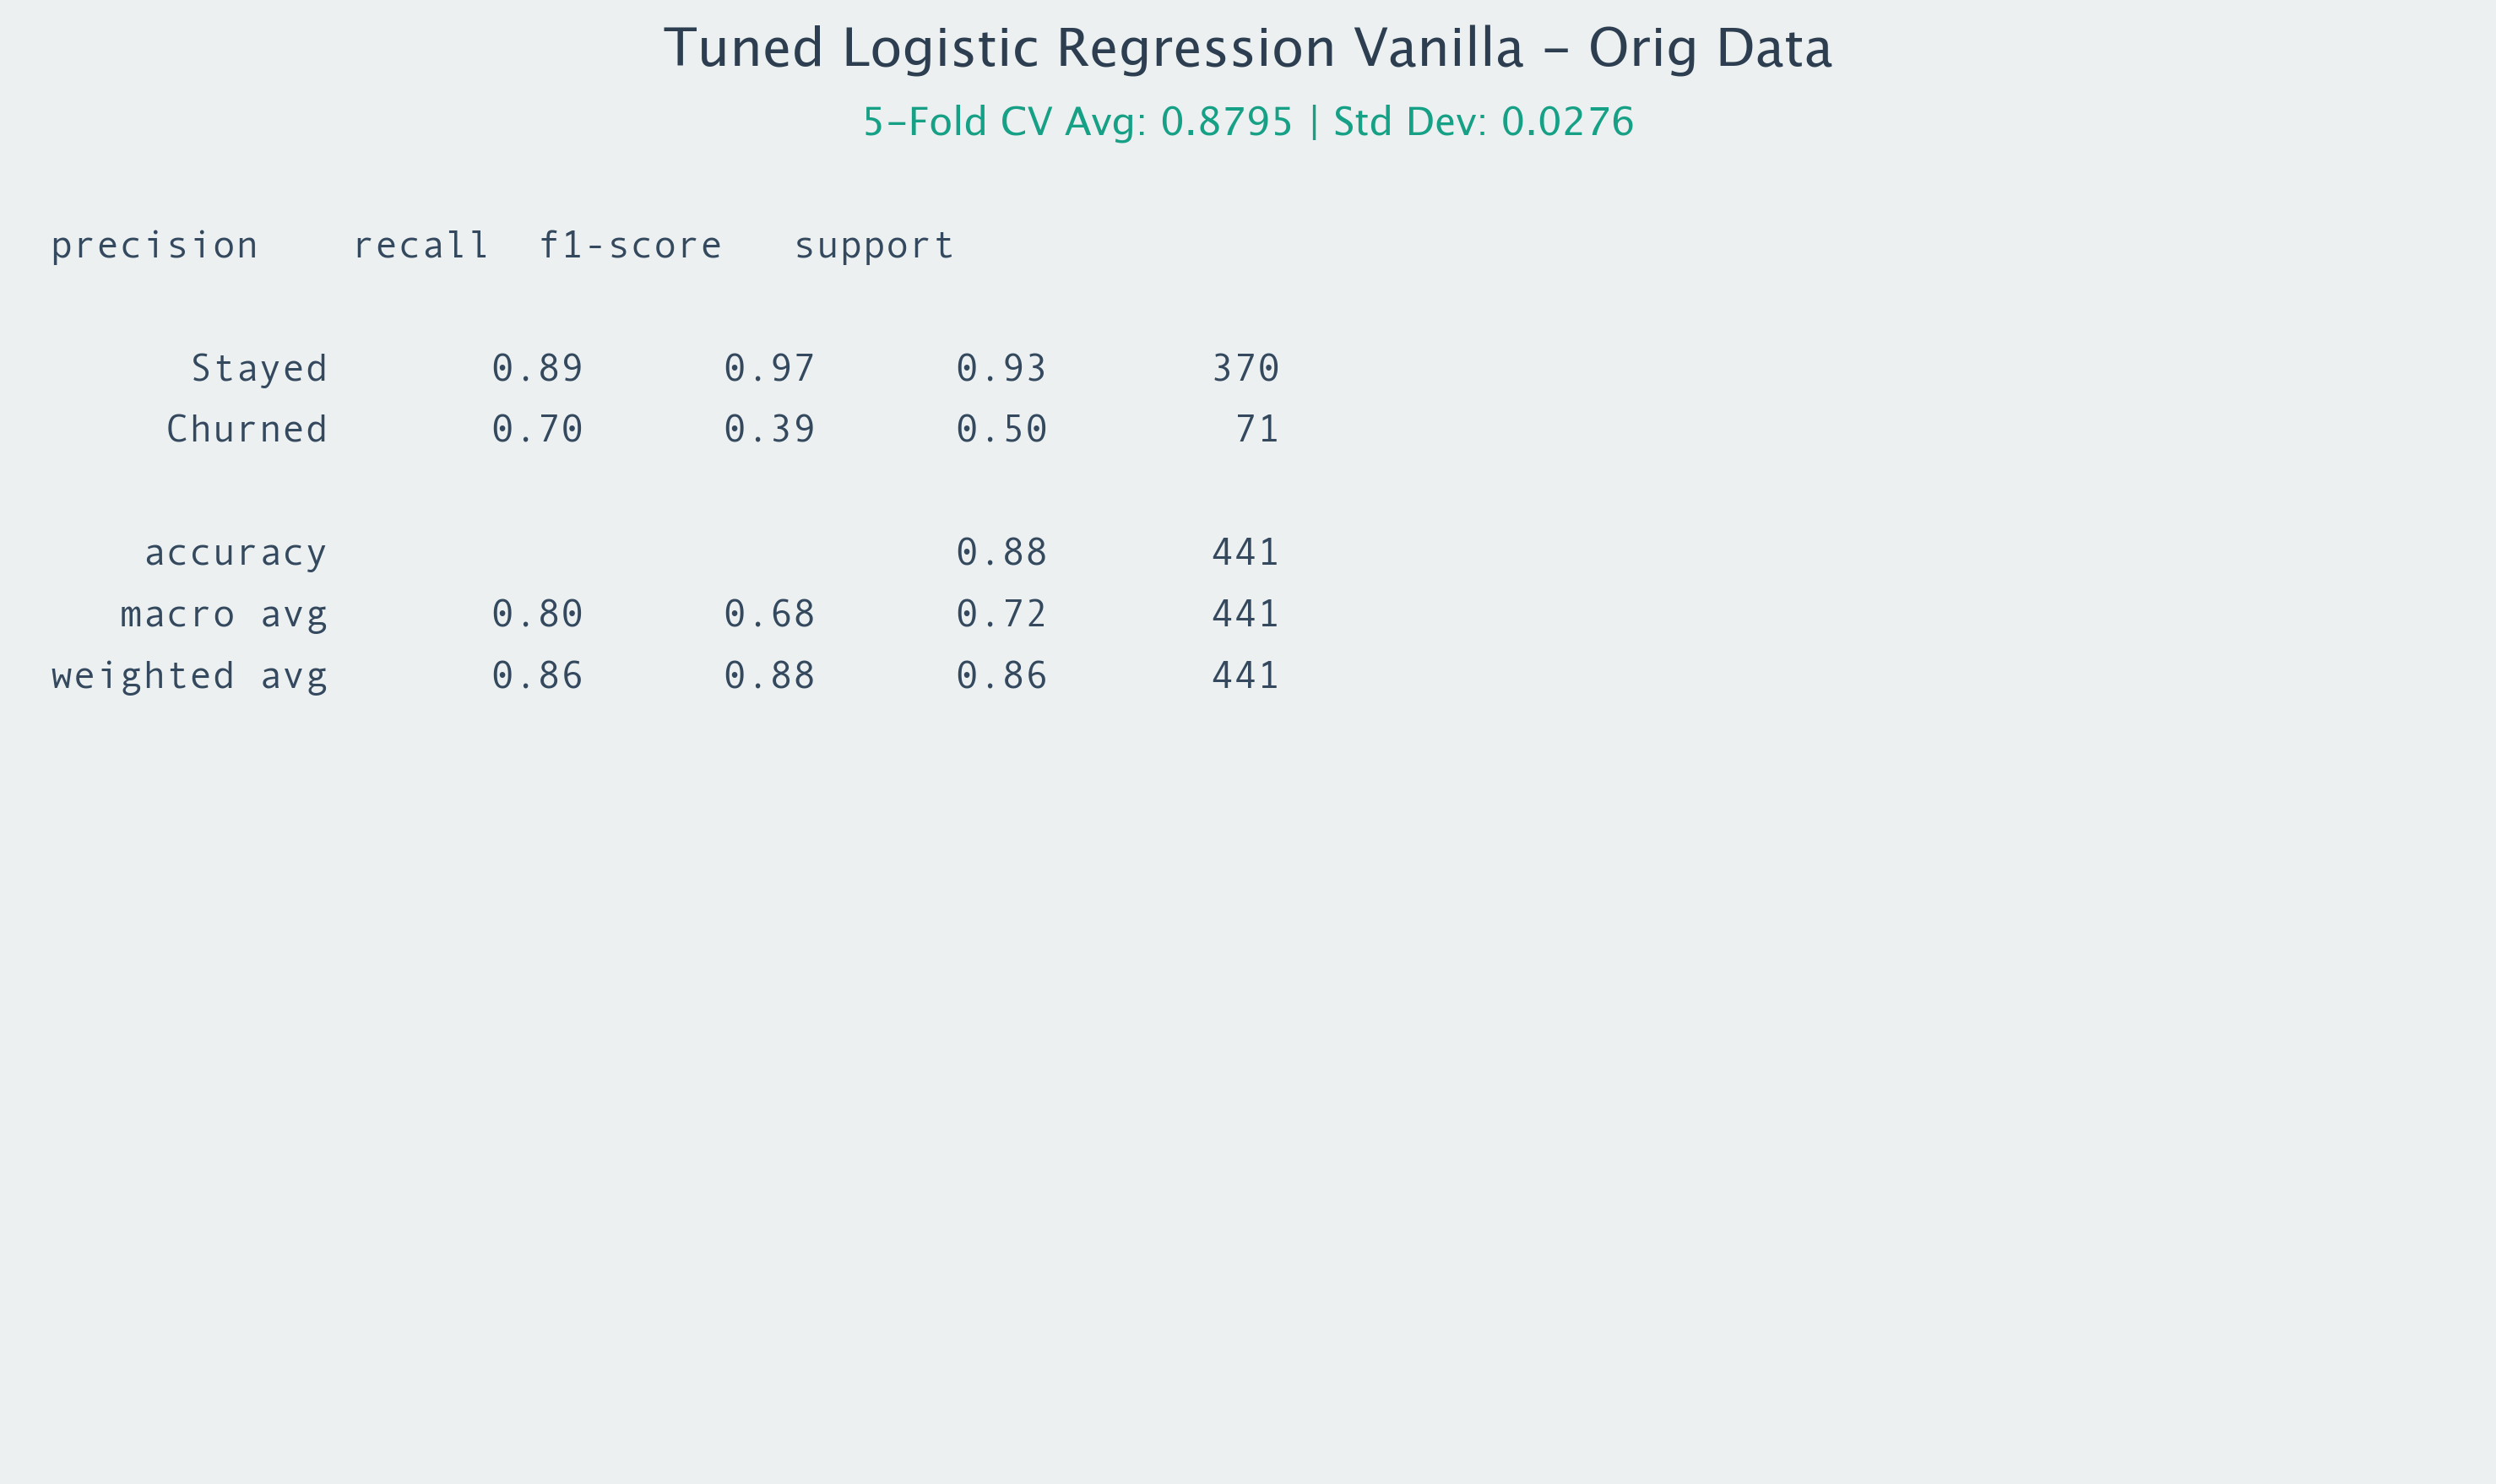 Tuned Logistic Regression Vanilla – Orig Data
5–Fold CV Avg: 0.8795 | Std Dev: 0.0276
precision    recall  f1-score   support
Stayed       0.89      0.97      0.93       370
Churned       0.70      0.39      0.50        71
accuracy                           0.88       441
macro avg       0.80      0.68      0.72       441
weighted avg       0.86      0.88      0.86       441